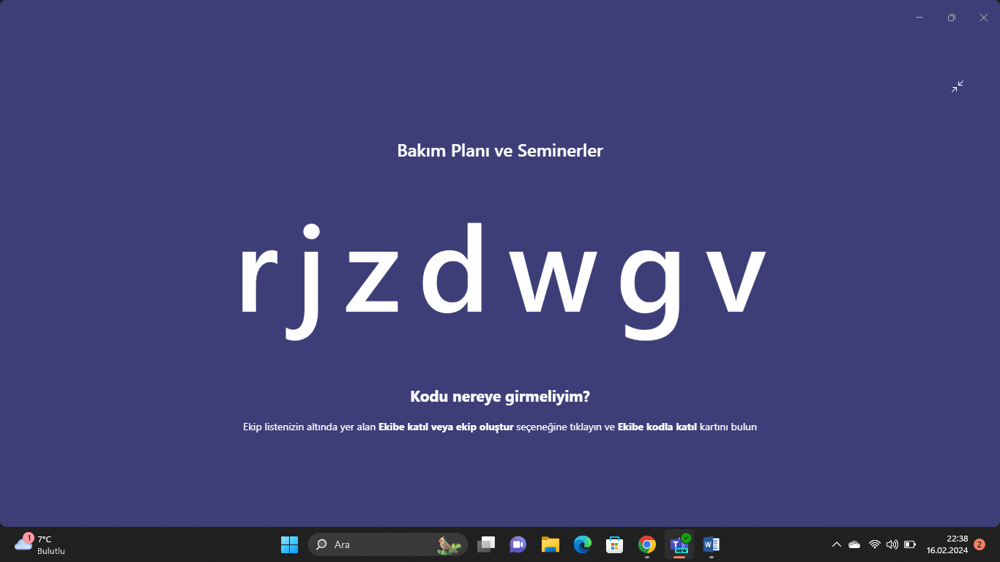 Bakım Planı ve Seminerler
rjzdwgv
Kodu nereye girmeliyim?
Ekip listenizin altında yer alan Ekibe katıl veya ekip oluştur seçeneğine tıklayın ve Ekibe kodla katıl kartını bulun
1
7°C
Bulutlu
Ara
T
NEW
W
22:38
16.02.2024
2